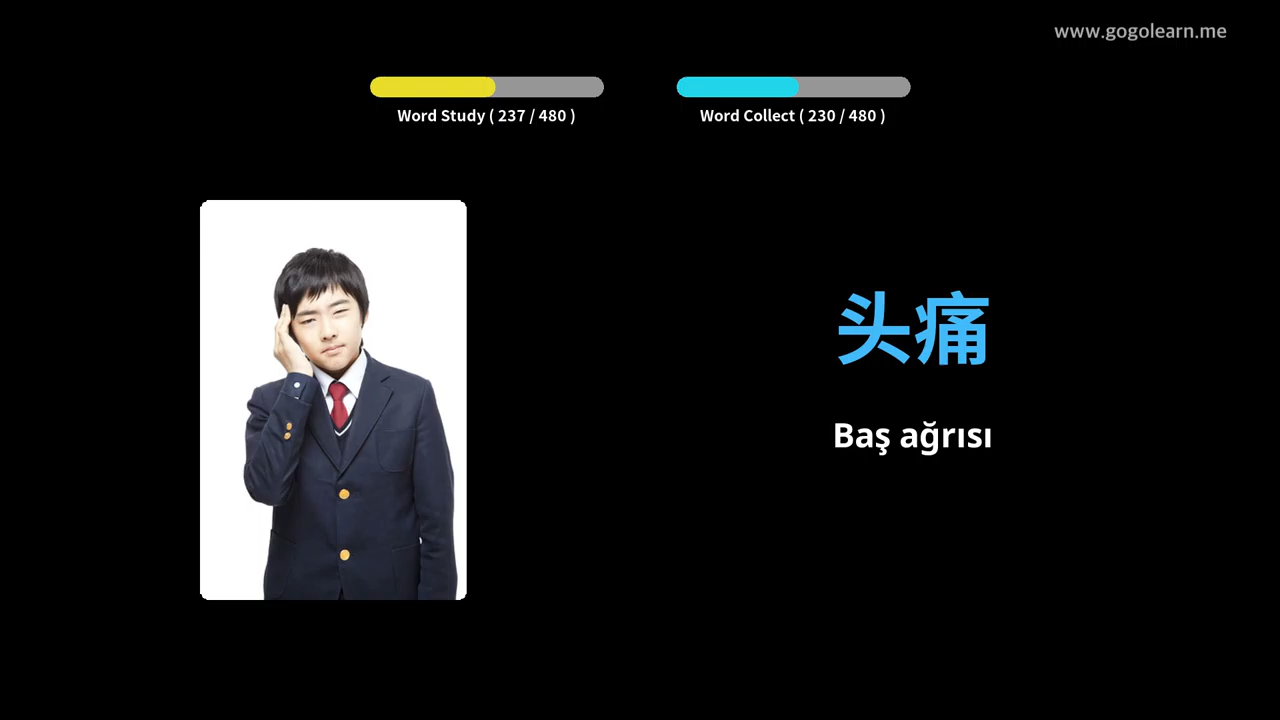 www.gogolearn.me
Word Study ( 237 / 480 )
Word Collect ( 230 / 480 )
头痛
Baş ağrısı